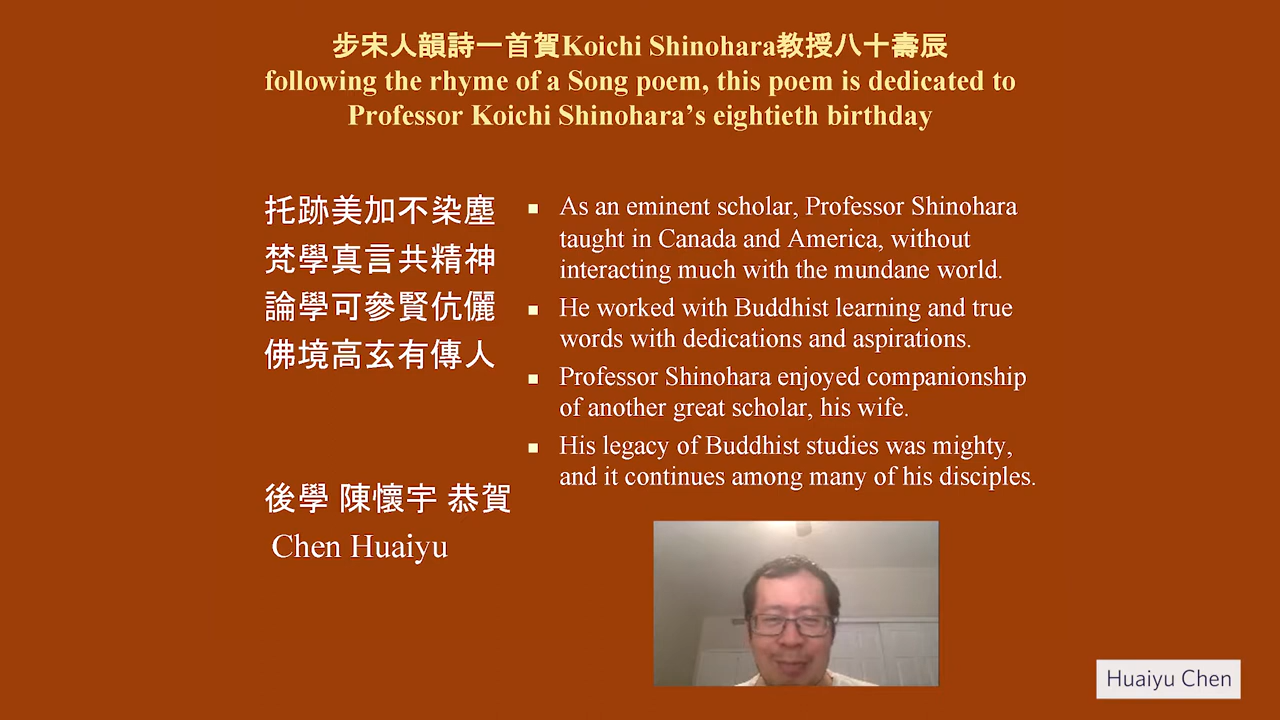 步宋人韻詩一首賀Koichi Shinohara教授八十壽辰
following the rhyme of a Song poem, this poem is dedicated to
Professor Koichi Shinohara’s eightieth birthday
托跡美加不染塵
梵學真言共精神
論學可參賢伉儷
佛境高玄有傳人
後學 陳懷宇 恭賀
Chen Huaiyu
■ As an eminent scholar, Professor Shinohara
taught in Canada and America, without
interacting much with the mundane world.
■ He worked with Buddhist learning and true
words with dedications and aspirations.
■ Professor Shinohara enjoyed companionship
of another great scholar, his wife.
■ His legacy of Buddhist studies was mighty,
and it continues among many of his disciples.
Huaiyu Chen